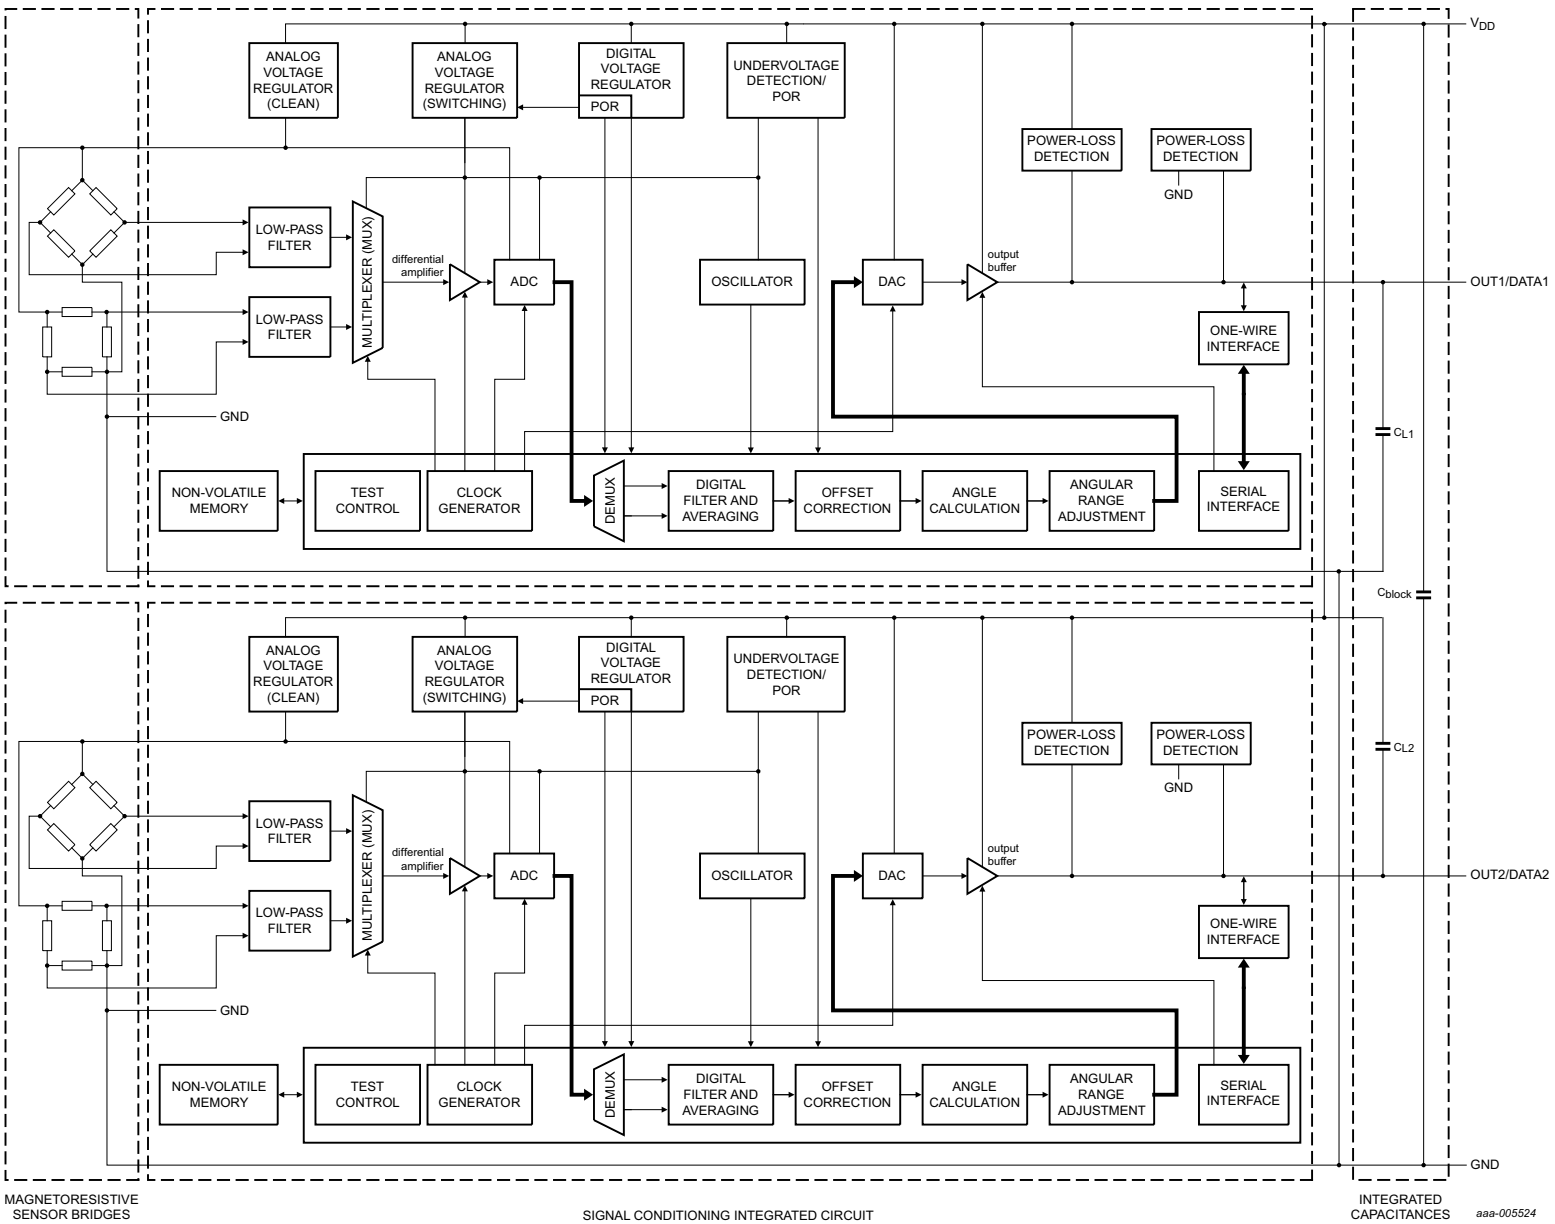 V_DD
ANALOG
VOLTAGE
REGULATOR
(CLEAN)
ANALOG
VOLTAGE
REGULATOR
(SWITCHING)
DIGITAL
VOLTAGE
REGULATOR
POR
UNDERVOLTAGE
DETECTION/
POR
POWER-LOSS
DETECTION
POWER-LOSS
DETECTION
GND
LOW-PASS
FILTER
LOW-PASS
FILTER
MULTIPLEXER (MUX)
differential
amplifier
ADC
OSCILLATOR
DAC
output
buffer
OUT1/DATA1
ONE-WIRE
INTERFACE
GND
C_L1
NON-VOLATILE
MEMORY
TEST
CONTROL
CLOCK
GENERATOR
DEMUX
DIGITAL
FILTER AND
AVERAGING
OFFSET
CORRECTION
ANGLE
CALCULATION
ANGULAR
RANGE
ADJUSTMENT
SERIAL
INTERFACE
C_block
ANALOG
VOLTAGE
REGULATOR
(CLEAN)
ANALOG
VOLTAGE
REGULATOR
(SWITCHING)
DIGITAL
VOLTAGE
REGULATOR
POR
UNDERVOLTAGE
DETECTION/
POR
POWER-LOSS
DETECTION
POWER-LOSS
DETECTION
GND
C_L2
LOW-PASS
FILTER
LOW-PASS
FILTER
MULTIPLEXER (MUX)
differential
amplifier
ADC
OSCILLATOR
DAC
output
buffer
OUT2/DATA2
ONE-WIRE
INTERFACE
GND
NON-VOLATILE
MEMORY
TEST
CONTROL
CLOCK
GENERATOR
DEMUX
DIGITAL
FILTER AND
AVERAGING
OFFSET
CORRECTION
ANGLE
CALCULATION
ANGULAR
RANGE
ADJUSTMENT
SERIAL
INTERFACE
GND
MAGNETORESISTIVE
SENSOR BRIDGES
SIGNAL CONDITIONING INTEGRATED CIRCUIT
INTEGRATED
CAPACITANCES
aaa-005524